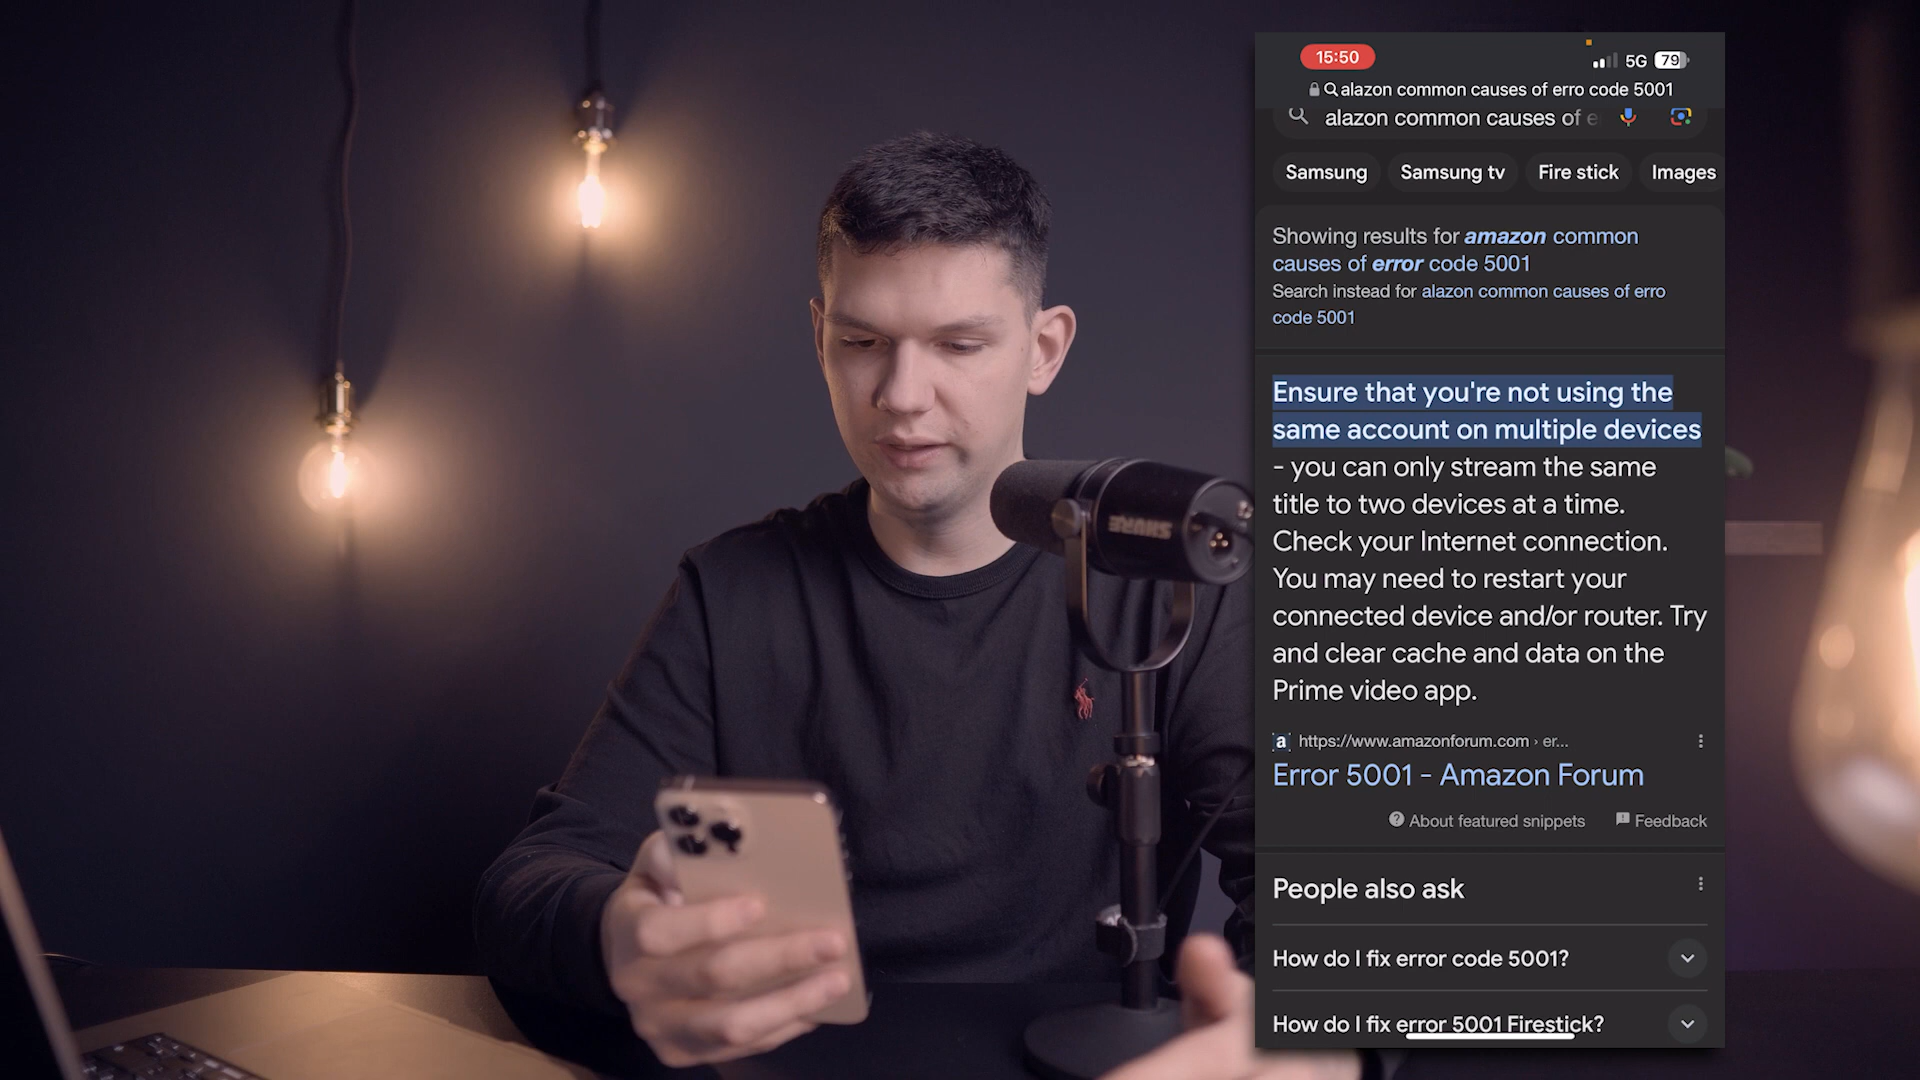 15:50
5G 79
alazon common causes of erro code 5001
alazon common causes of e
Samsung Samsung tv Fire stick Images
Showing results for amazon common
causes of error code 5001
Search instead for alazon common causes of erro
code 5001
Ensure that you're not using the
same account on multiple devices
- you can only stream the same
title to two devices at a time.
Check your Internet connection.
You may need to restart your
connected device and/or router. Try
and clear cache and data on the
Prime video app.
a https://www.amazonforum.com › er...
Error 5001 - Amazon Forum
About featured snippets Feedback
People also ask
How do I fix error code 5001?
How do I fix error 5001 Firestick?
SHURE